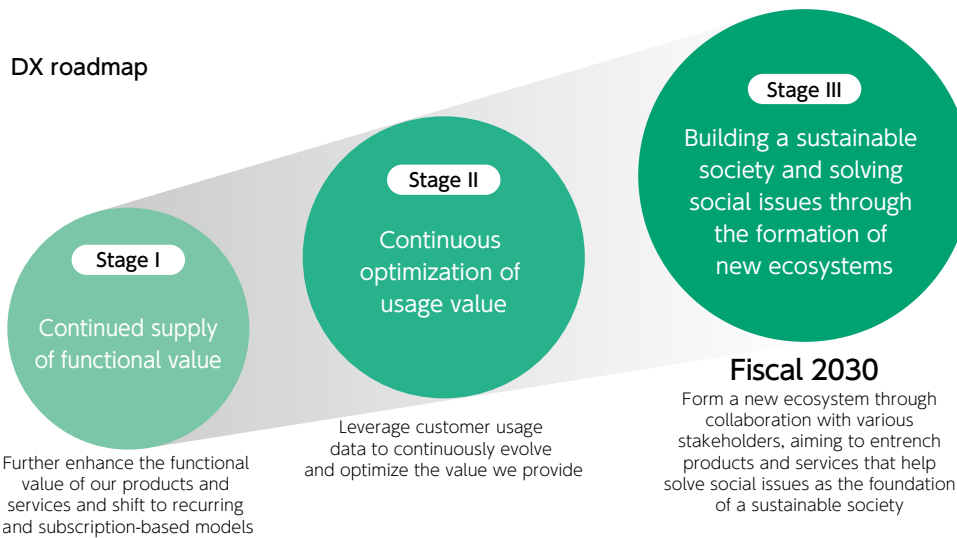 DX roadmap
Stage I
Continued supply
of functional value
Further enhance the functional
value of our products and
services and shift to recurring
and subscription-based models
Stage II
Continuous
optimization of
usage value
Leverage customer usage
data to continuously evolve
and optimize the value we provide
Stage III
Building a sustainable
society and solving
social issues through
the formation of
new ecosystems
Fiscal 2030
Form a new ecosystem through
collaboration with various
stakeholders, aiming to entrench
products and services that help
solve social issues as the foundation
of a sustainable society